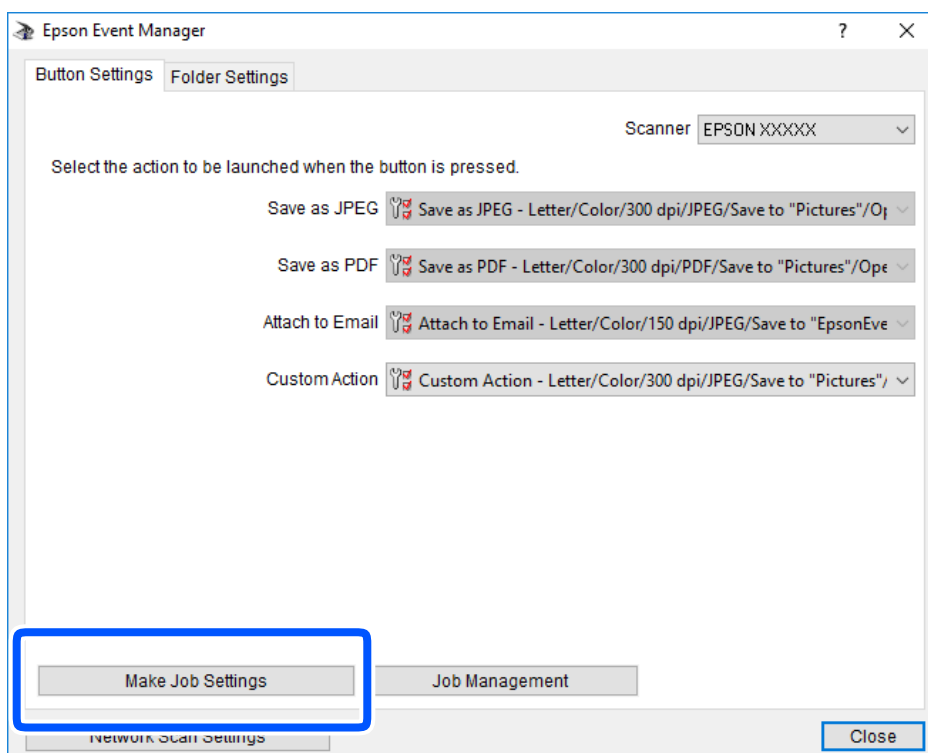 Epson Event Manager
Button Settings Folder Settings
Scanner EPSON XXXXX
Select the action to be launched when the button is pressed.
Save as JPEG Save as JPEG - Letter/Color/300 dpi/JPEG/Save to "Pictures"/Op
Save as PDF Save as PDF - Letter/Color/300 dpi/PDF/Save to "Pictures"/Ope
Attach to Email Attach to Email - Letter/Color/150 dpi/JPEG/Save to "EpsonEve
Custom Action Custom Action - Letter/Color/300 dpi/JPEG/Save to "Pictures"/
Make Job Settings Job Management
Network Scan Settings Close